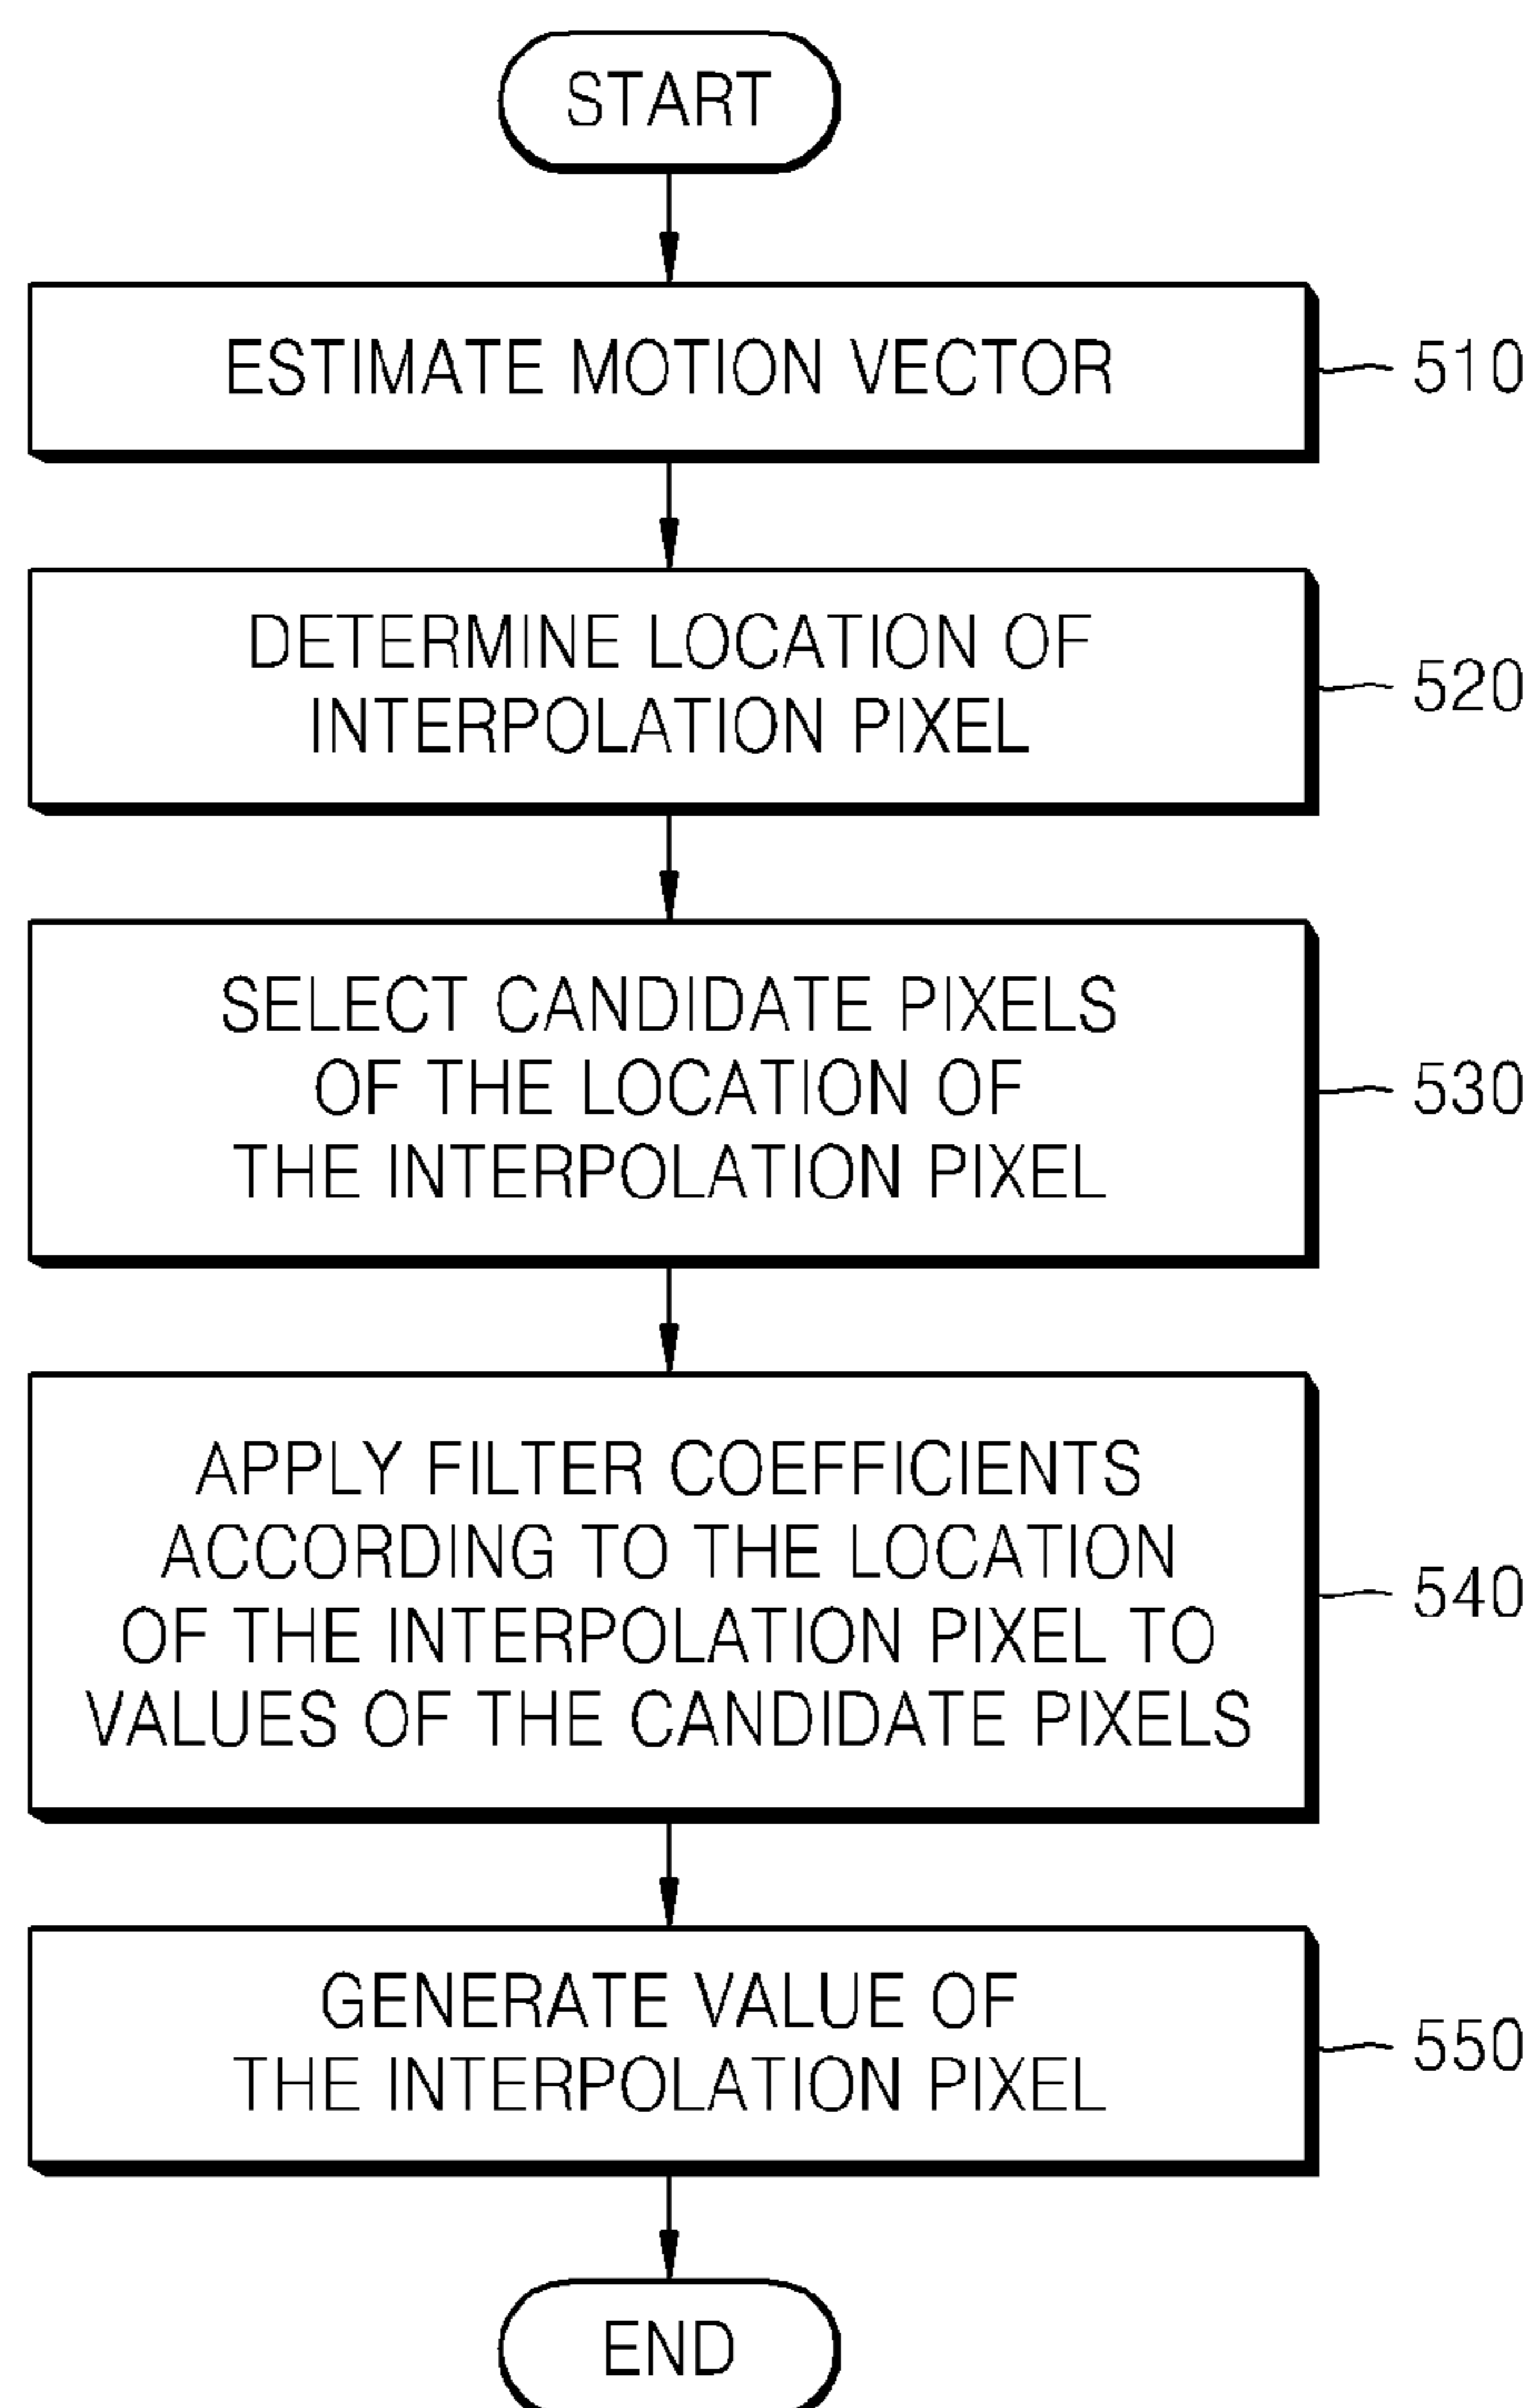 START
ESTIMATE MOTION VECTOR
510
DETERMINE LOCATION OF
INTERPOLATION PIXEL
520
SELECT CANDIDATE PIXELS
OF THE LOCATION OF
THE INTERPOLATION PIXEL
530
APPLY FILTER COEFFICIENTS
ACCORDING TO THE LOCATION
OF THE INTERPOLATION PIXEL TO
VALUES OF THE CANDIDATE PIXELS
540
GENERATE VALUE OF
THE INTERPOLATION PIXEL
550
END